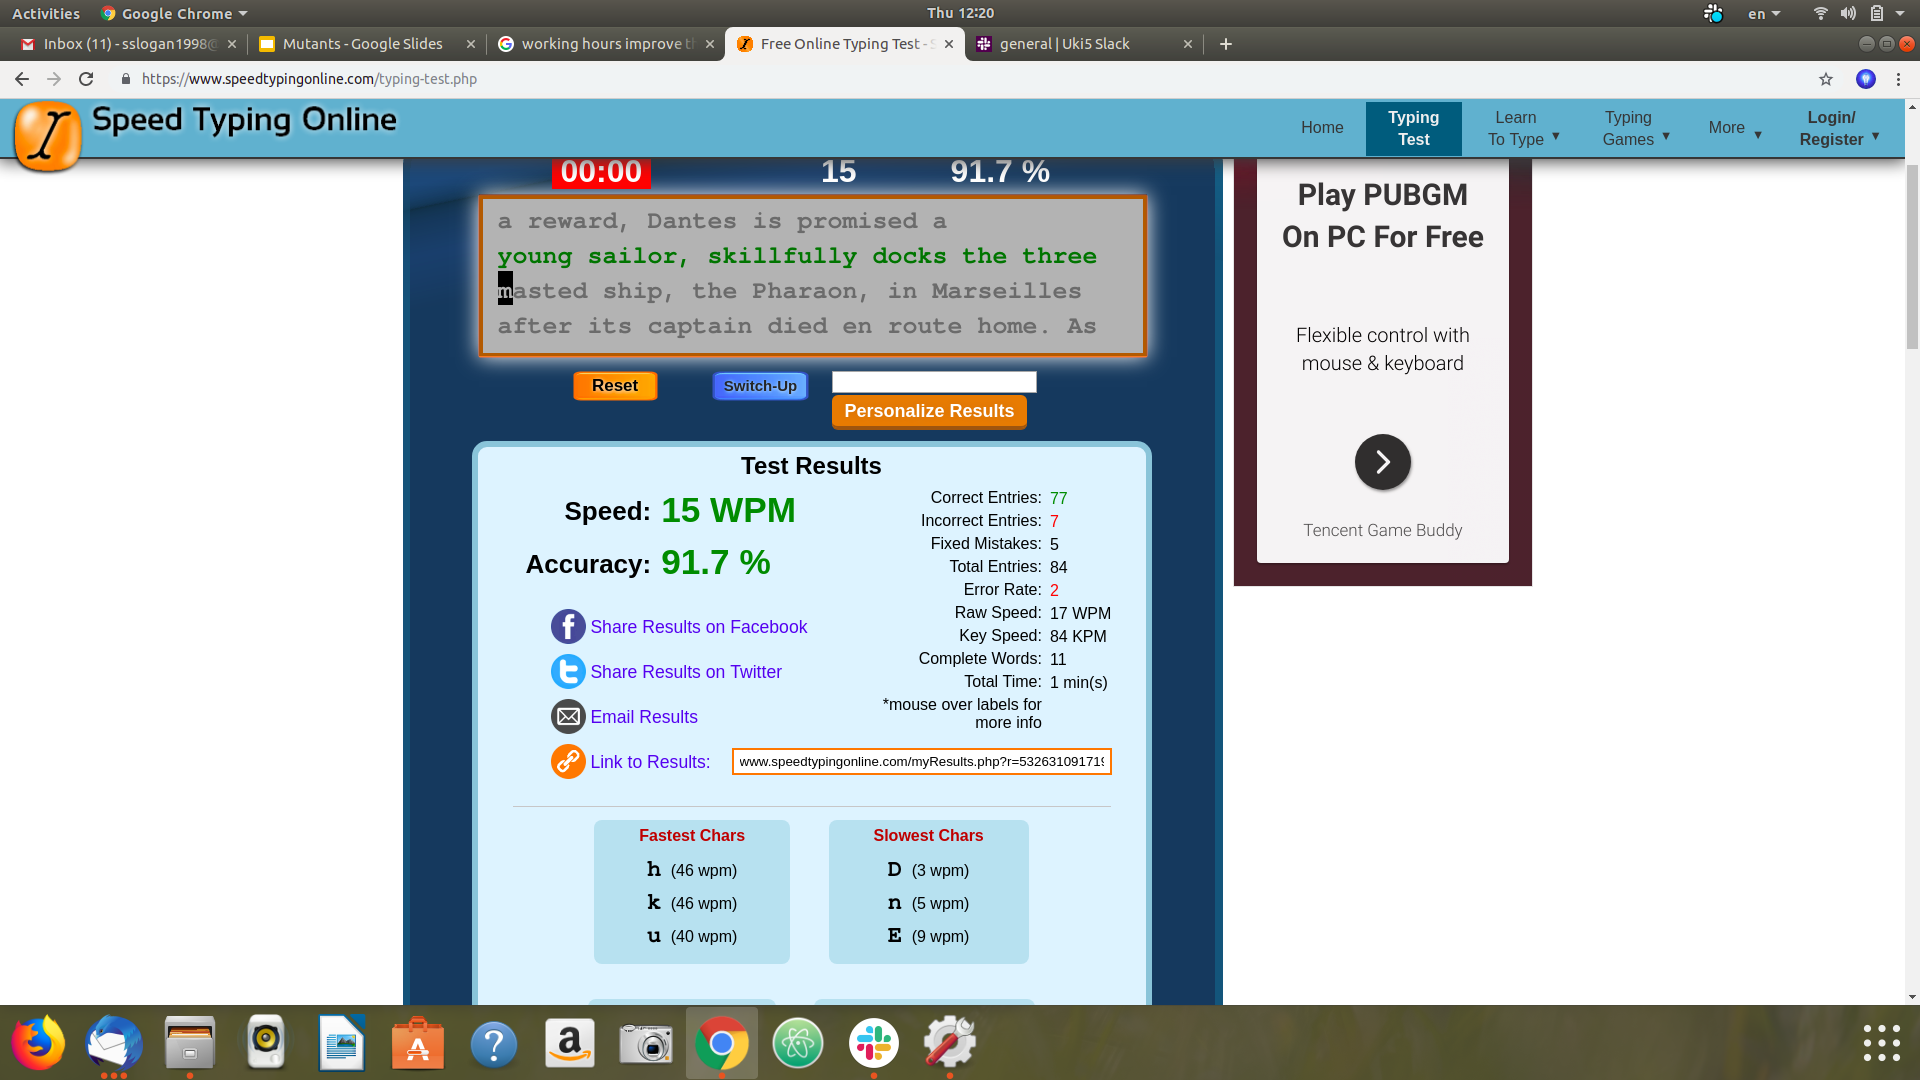 Activities
Google Chrome
Thu 12:20
en
Inbox (11) - sslogan1998@
Mutants - Google Slides
working hours improve th
Free Online Typing Test - S
general | Uki5 Slack
https://www.speedtypingonline.com/typing-test.php
Speed Typing Online
Home
Typing
Test
Learn
To Type
Typing
Games
More
Login/
Register
00:00
15
91.7 %
a reward, Dantes is promised a
young sailor, skillfully docks the three
masted ship, the Pharaon, in Marseilles
after its captain died en route home. As
Reset
Switch-Up
Personalize Results
Test Results
Speed: 15 WPM
Accuracy: 91.7 %
Share Results on Facebook
Share Results on Twitter
Email Results
Link to Results:
www.speedtypingonline.com/myResults.php?r=532631091719
Correct Entries: 77
Incorrect Entries: 7
Fixed Mistakes: 5
Total Entries: 84
Error Rate: 2
Raw Speed: 17 WPM
Key Speed: 84 KPM
Complete Words: 11
Total Time: 1 min(s)
*mouse over labels for
more info
Fastest Chars
h (46 wpm)
k (46 wpm)
u (40 wpm)
Slowest Chars
D (3 wpm)
n (5 wpm)
E (9 wpm)
Play PUBGM
On PC For Free
Flexible control with
mouse & keyboard
Tencent Game Buddy